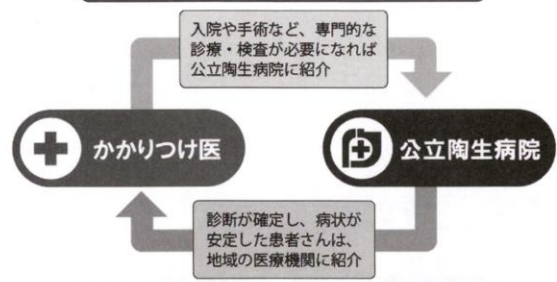 入院や手術など、専門的な
診療・検査が必要になれば
公立陶生病院に紹介
かかりつけ医
公立陶生病院
診断が確定し、病状が
安定した患者さんは、
地域の医療機関に紹介